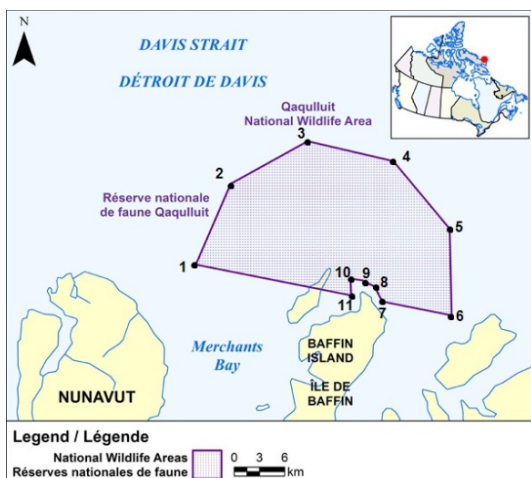 N
DAVIS STRAIT
DÉTROIT DE DAVIS
Qaqulluit
National Wildlife Area
3
4
2
Réserve nationale
de faune Qaqulluit
5
1
10
9
8
11
7
6
Merchants
Bay
BAFFIN
ISLAND
ÎLE DE
BAFFIN
NUNAVUT
Legend / Légende
National Wildlife Areas
Réserves nationales de faune
0 3 6
km